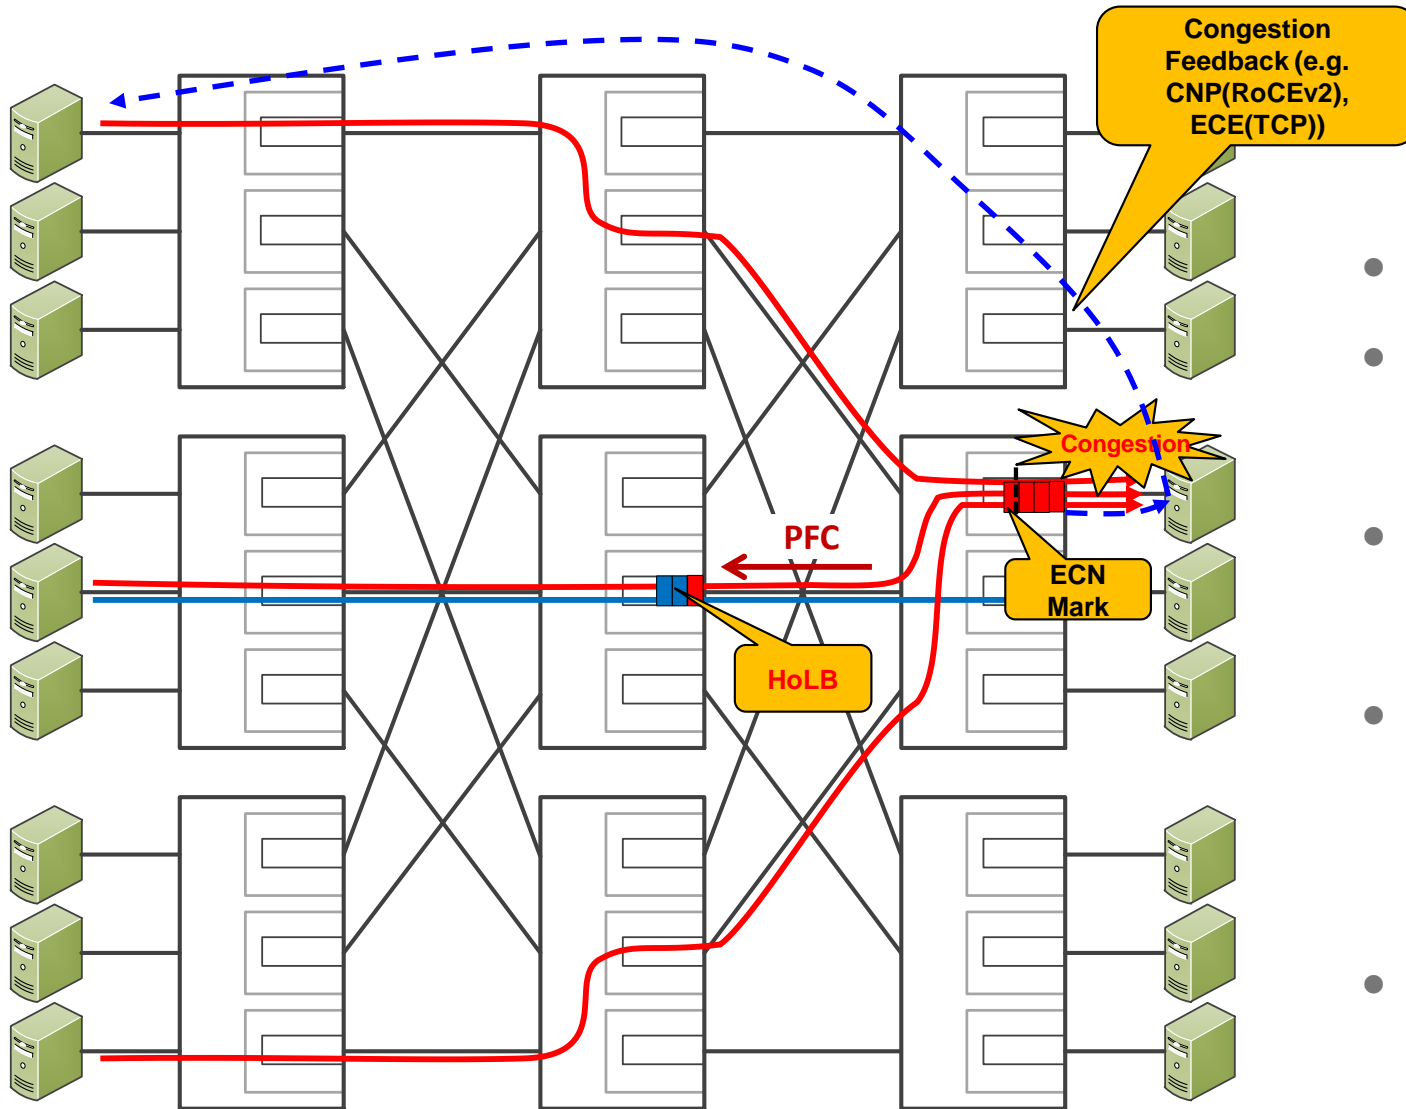 Congestion
Feedback (e.g.
CNP(RoCEv2),
ECE(TCP))
Congestion
PFC
ECN
Mark
HoLB